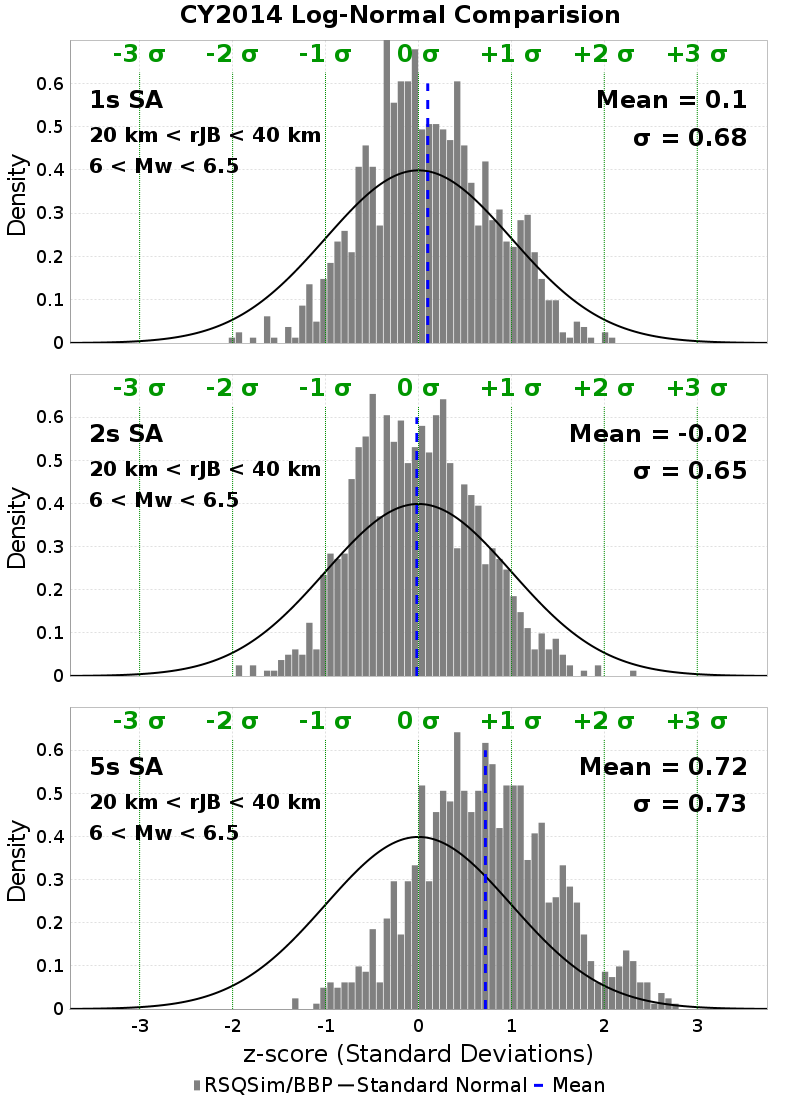 CY2014 Log-Normal Comparision
-3 σ -2 σ -1 σ 0 σ +1 σ +2 σ +3 σ
0.6
1s SA Mean = 0.1
0.5
20 km < rJB < 40 km σ = 0.68
6 < Mw < 6.5
0.4
Density
0.3
0.2
0.1
0
-3 σ -2 σ -1 σ 0 σ +1 σ +2 σ +3 σ
0.6
2s SA Mean = -0.02
0.5
20 km < rJB < 40 km σ = 0.65
6 < Mw < 6.5
0.4
Density
0.3
0.2
0.1
0
-3 σ -2 σ -1 σ 0 σ +1 σ +2 σ +3 σ
0.6
5s SA Mean = 0.72
0.5
20 km < rJB < 40 km σ = 0.73
6 < Mw < 6.5
0.4
Density
0.3
0.2
0.1
0
-3 -2 -1 0 1 2 3
z-score (Standard Deviations)
RSQSim/BBP Standard Normal Mean